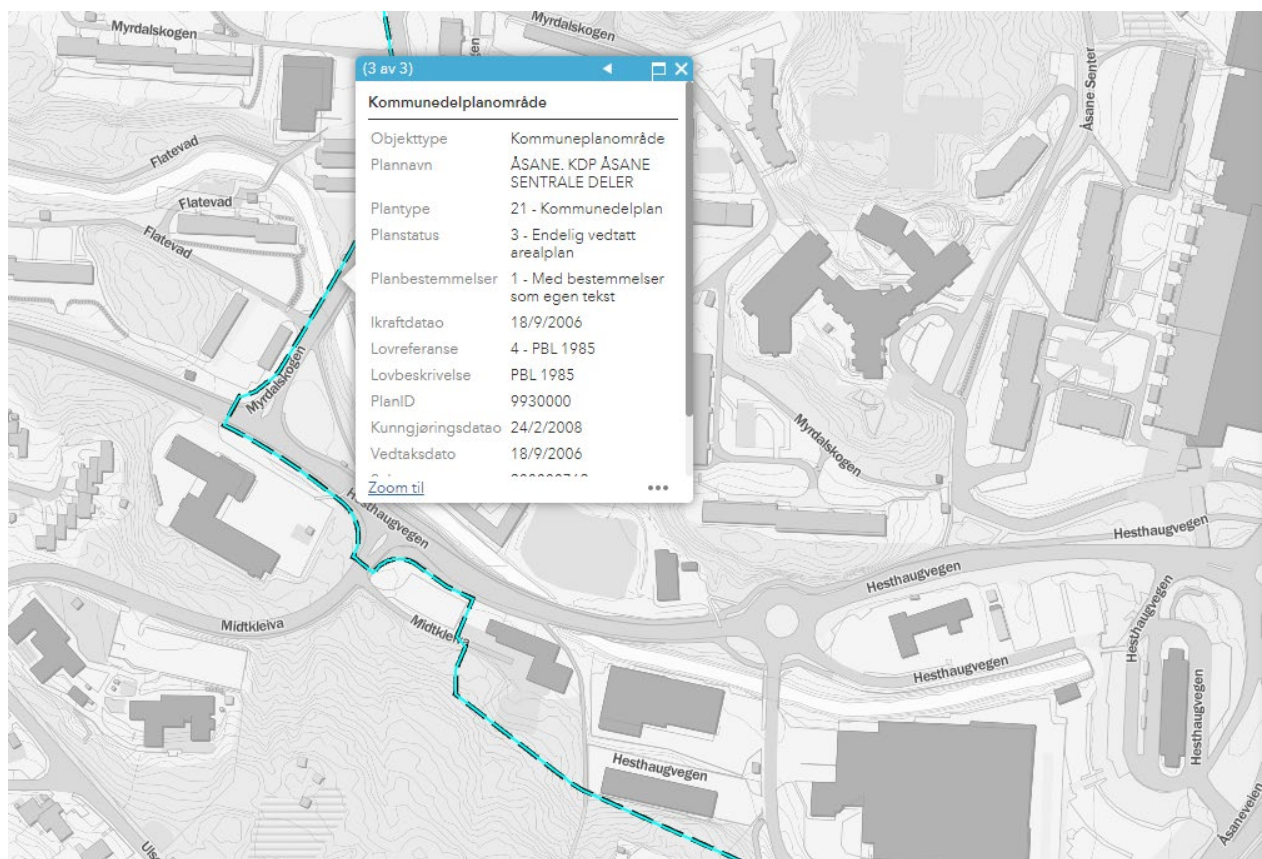 Myrdalskogen
Myrdalskogen
(3 av 3)
Kommunedelplanområde
Objekttype Kommuneplanområde
Plannavn ÅSANE. KDP ÅSANE
SENTRALE DELER
Plantype 21 - Kommunedelplan
Planstatus 3 - Endelig vedtatt
arealplan
Planbestemmelser 1 - Med bestemmelser
som egen tekst
Ikraftdatao 18/9/2006
Lovreferanse 4 - PBL 1985
Lovbeskrivelse PBL 1985
PlanID 9930000
Kunngjøringsdatao 24/2/2008
Vedtaksdato 18/9/2006
Zoom til
Åsane Senter
Flatevad
Flatevad
Flatevad
Myrdalskogen
Myrdalskogen
Hesthaugvegen
Hesthaugvegen
Hesthaugvegen
Hesthaugvegen
Midtkleiva
Midtkleiva
Hesthaugvegen
Hesthaugvegen
Hesthaugvegen
Åsaneveien